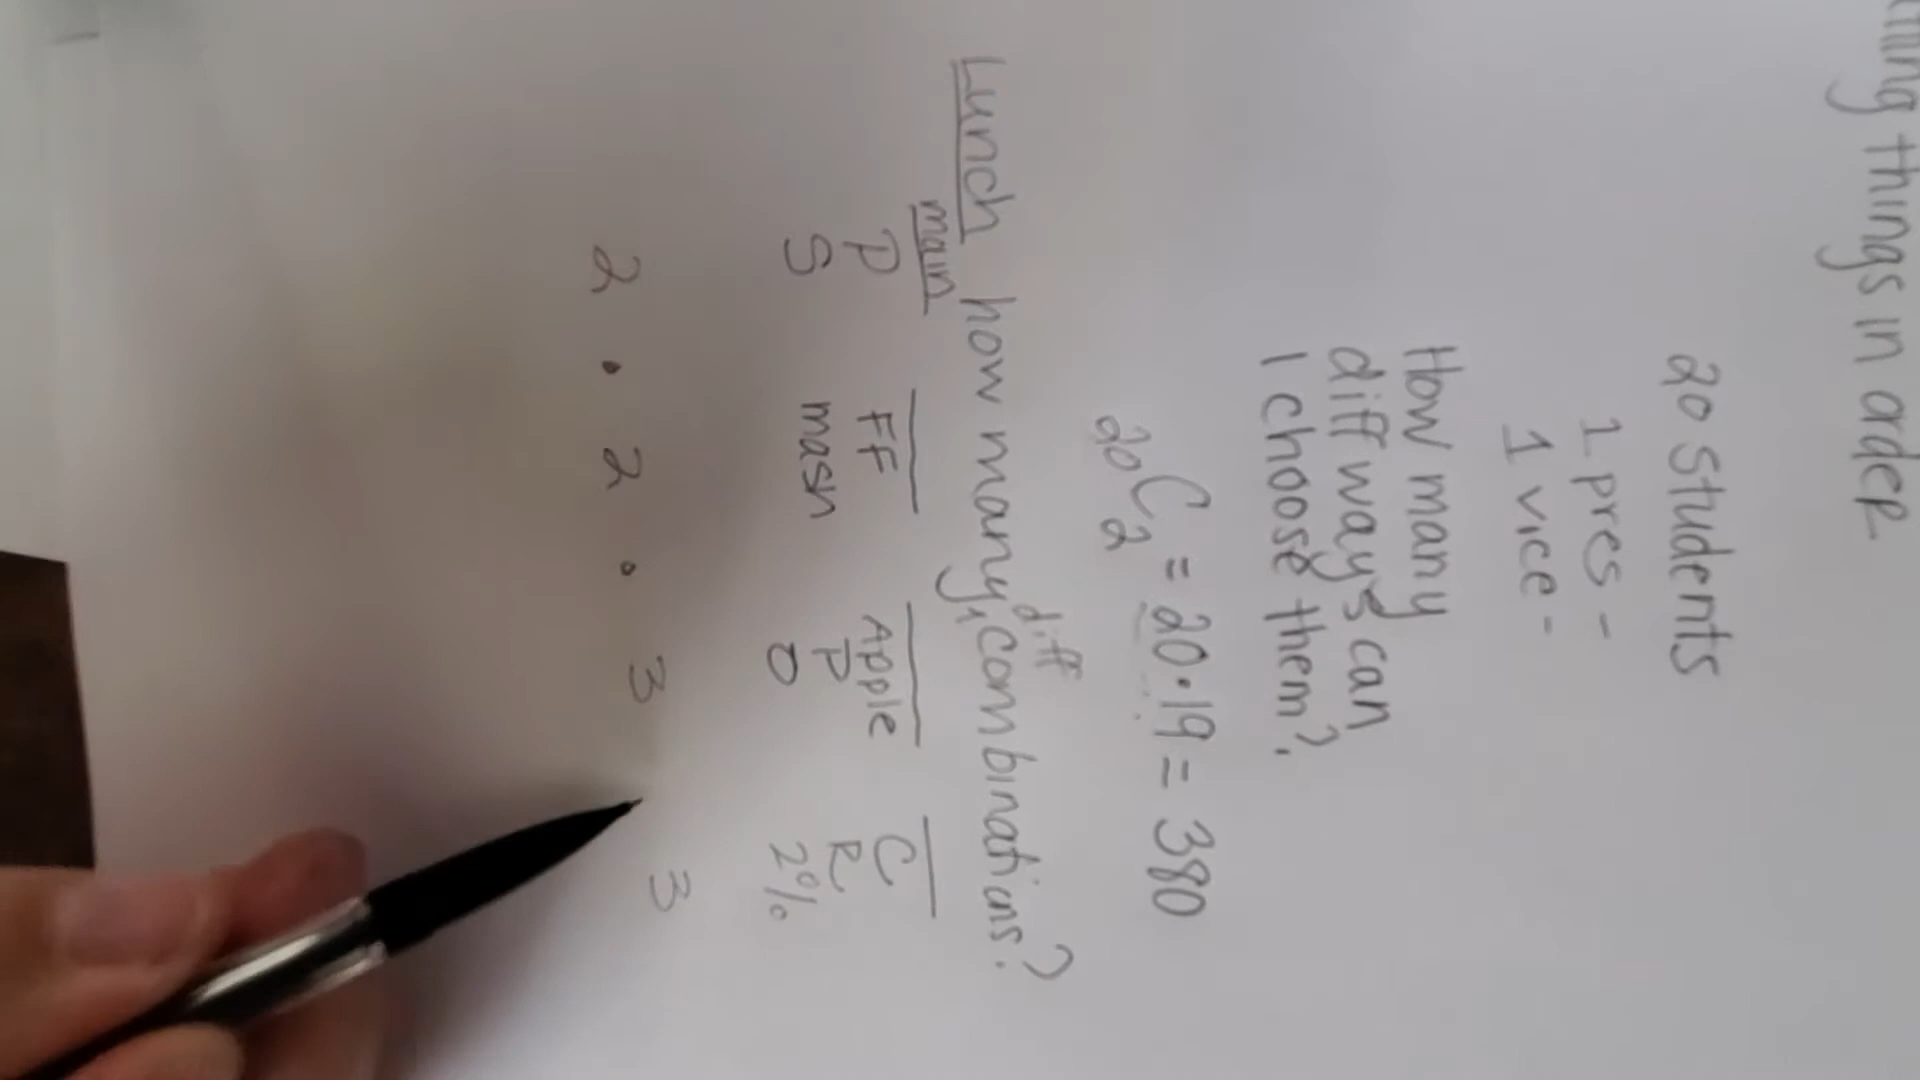 things in order
20 students
1 pres -
1 vice -
How many
diff ways can
I choose them?
20C2 = 20·19 = 380
diff
Lunch how many, combinations?
main
P FF Apple C
S mash P R
O 2%
2 · 2 · 3 3